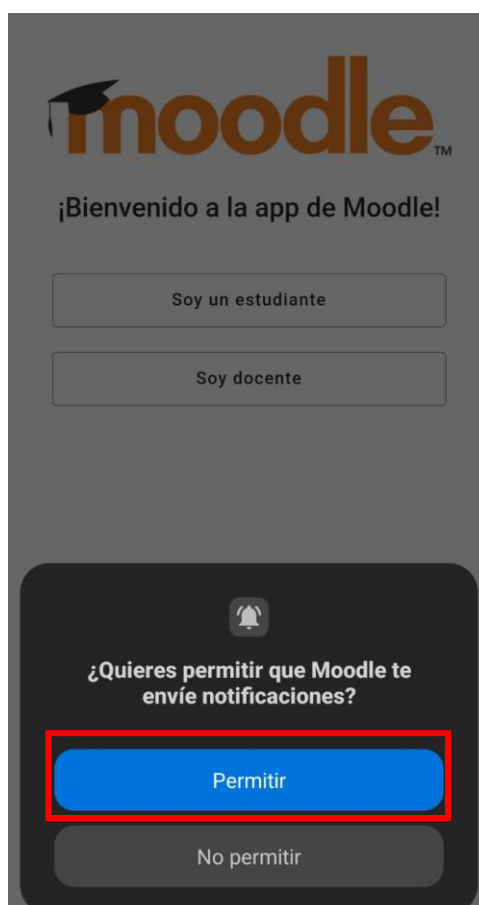 moodle
TM
¡Bienvenido a la app de Moodle!
Soy un estudiante
Soy docente
¿Quieres permitir que Moodle te
envíe notificaciones?
Permitir
No permitir